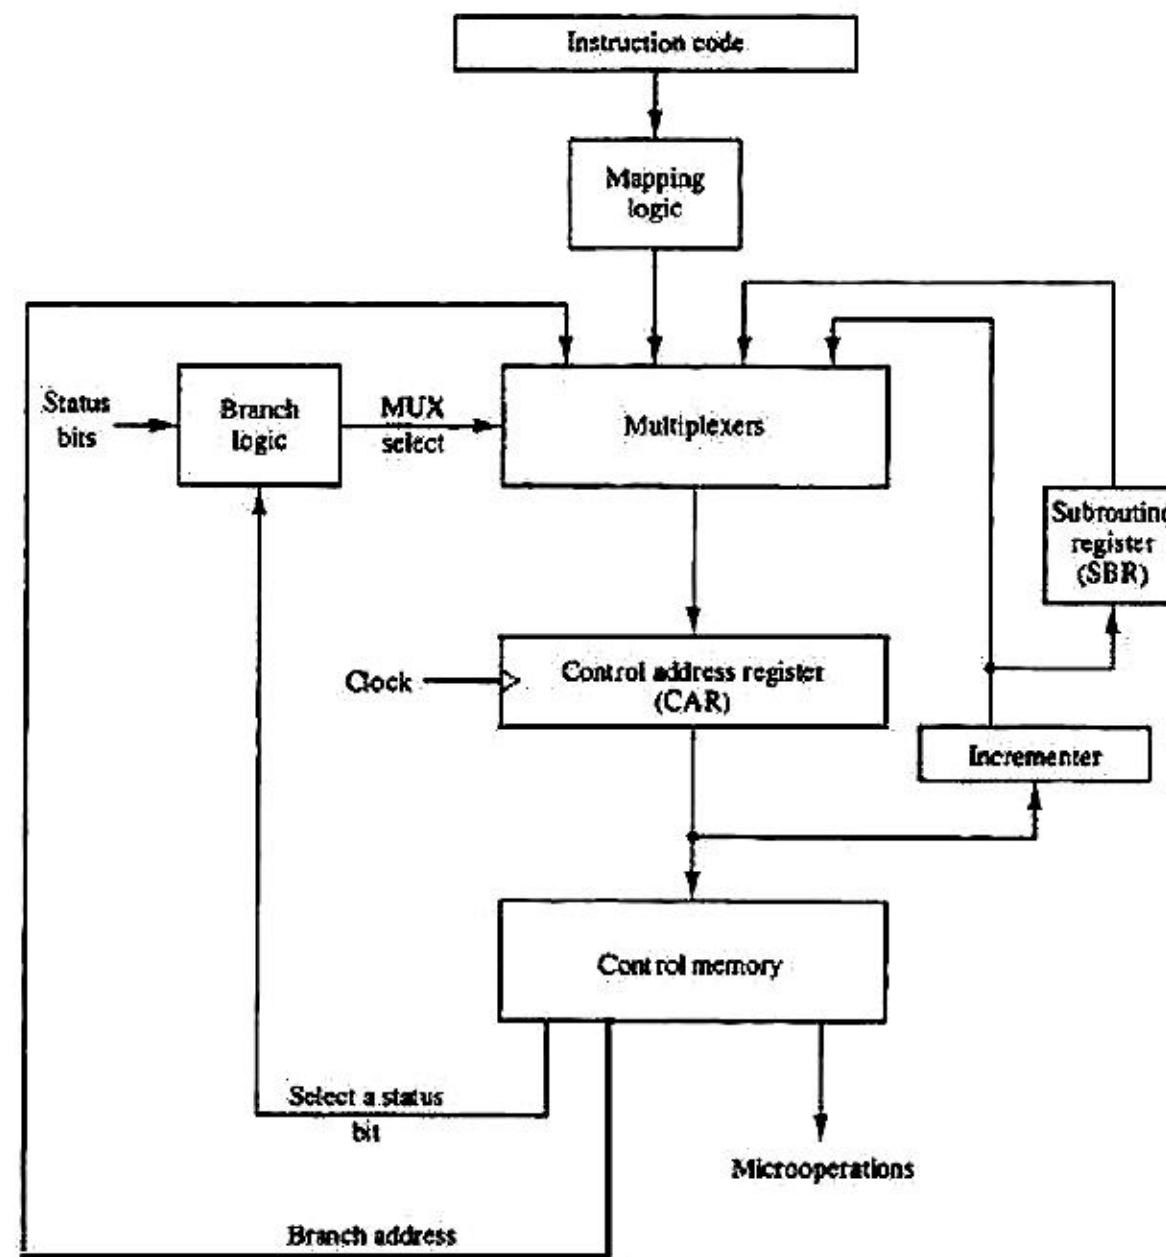 Instruction code
Mapping
logic
Status
bits
Branch
logic
MUX
select
Multiplexers
Subroutine
register
(SBR)
Clock
Control address register
(CAR)
Incrementer
Control memory
Select a status
bit
Microoperations
Branch address